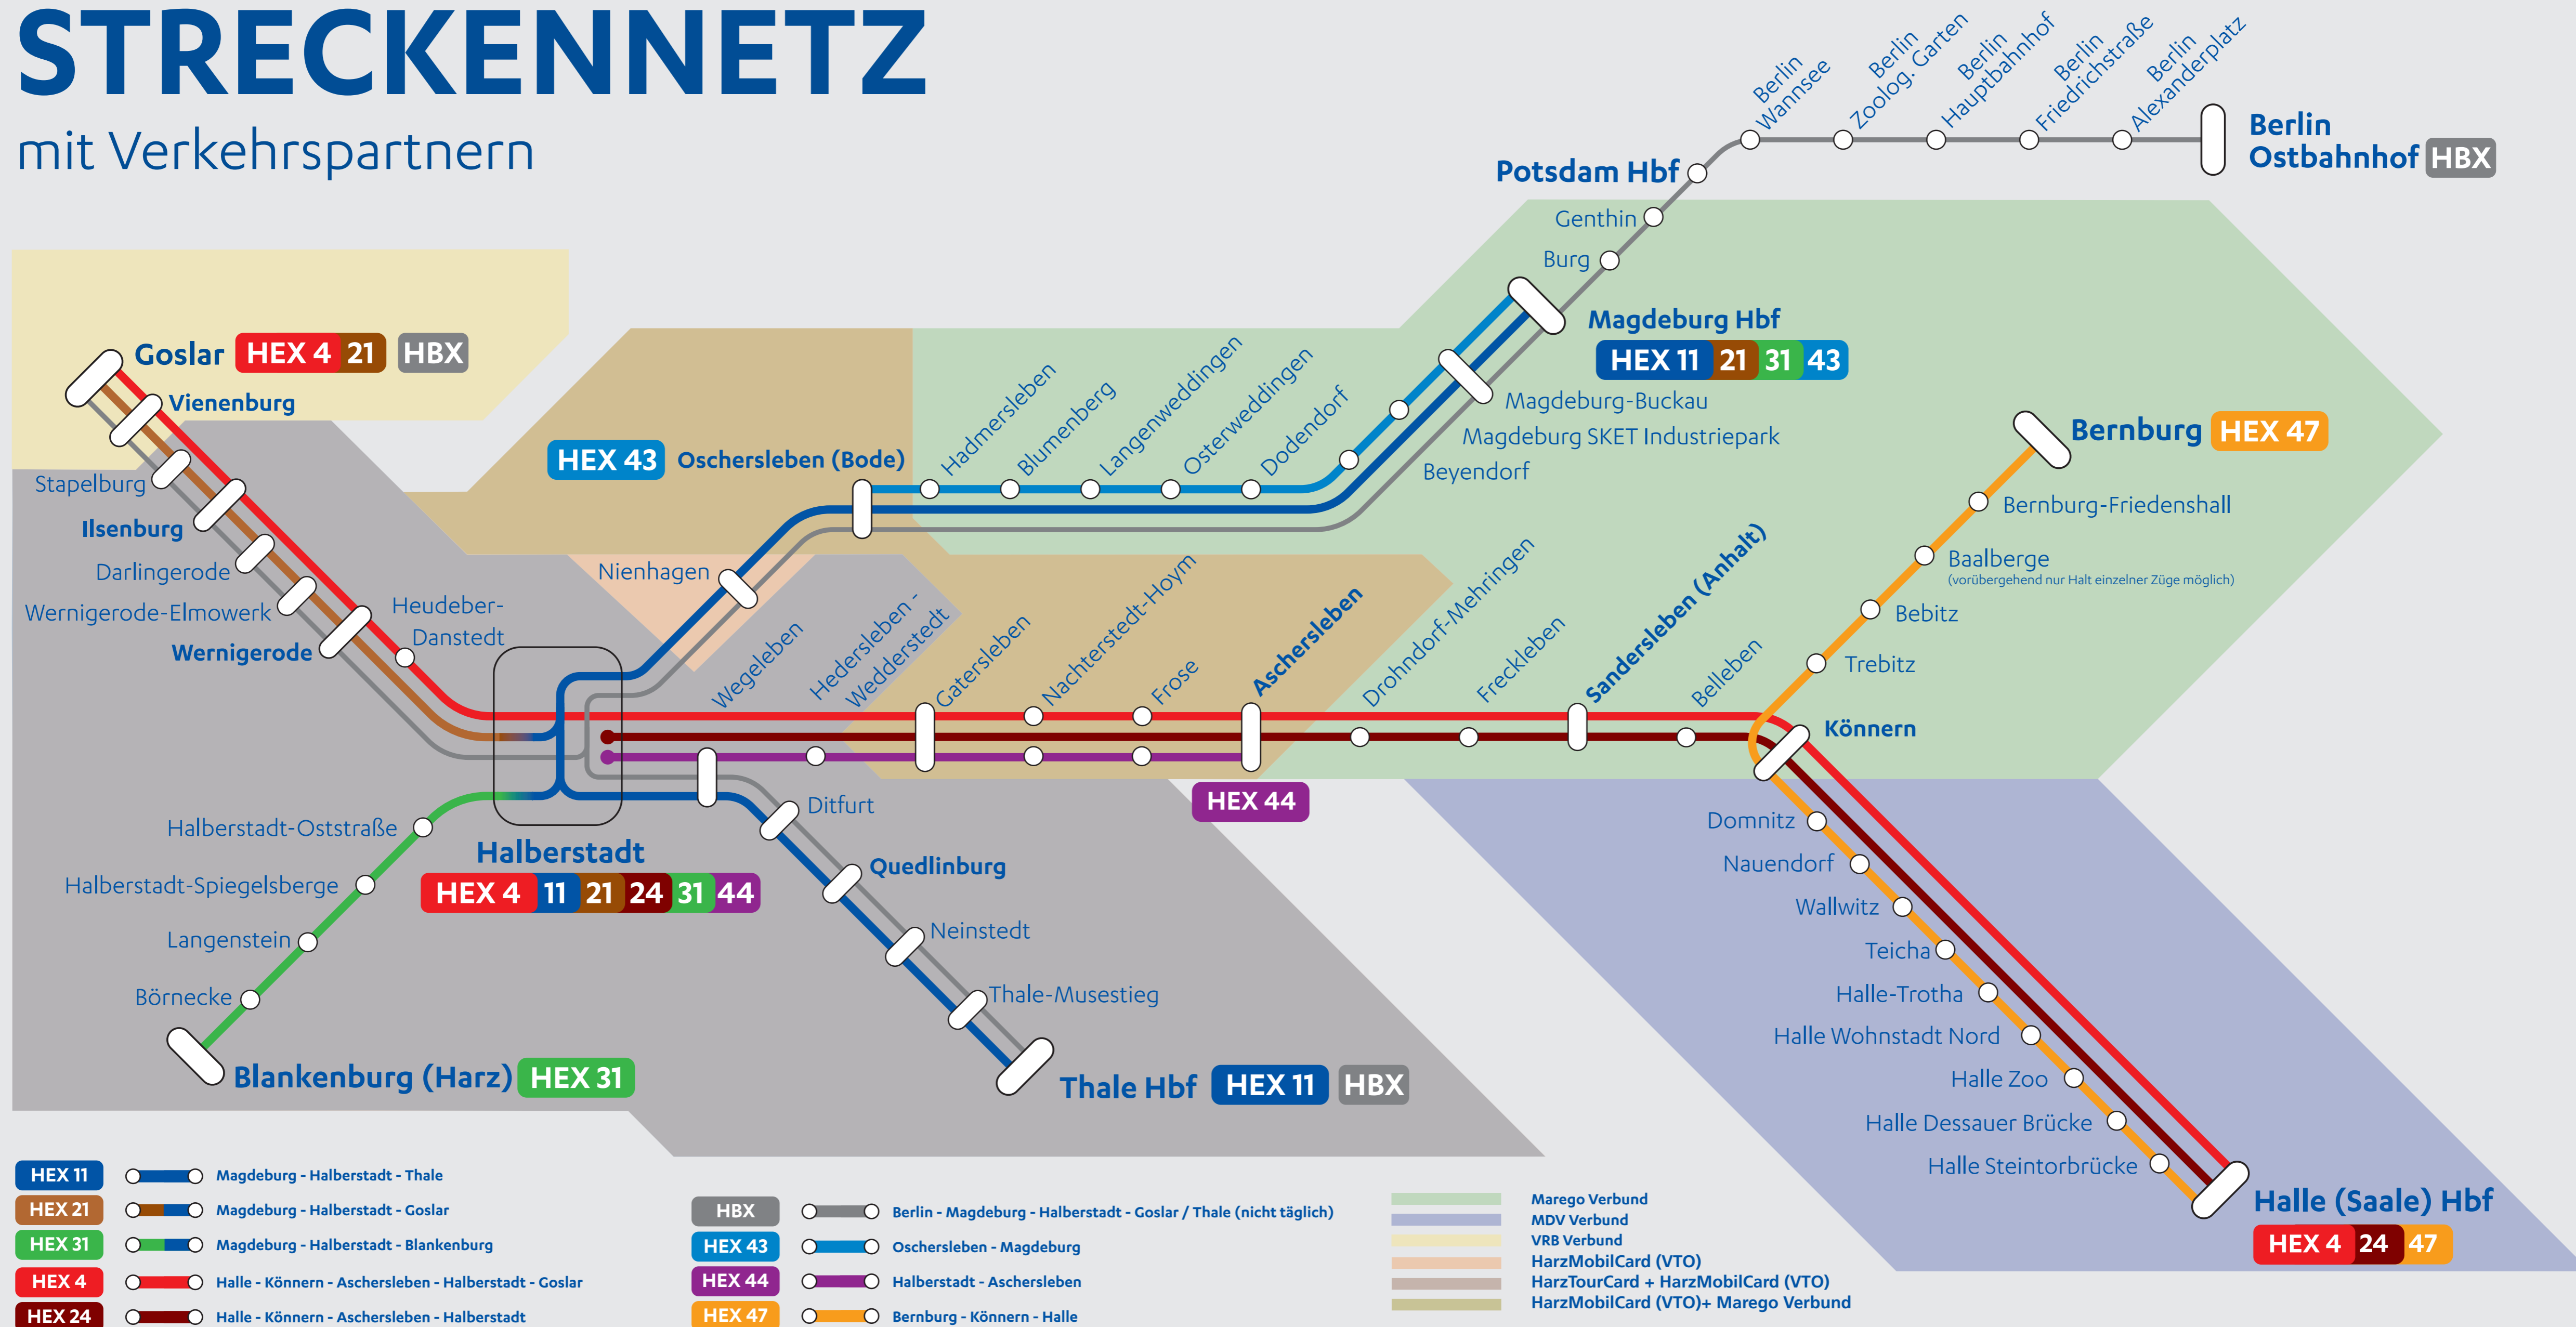 STRECKENNETZ
mit Verkehrspartnern
Berlin
Wannsee
Berlin
Zoolog. Garten
Berlin
Hauptbahnhof
Berlin
Friedrichstraße
Berlin
Alexanderplatz
Berlin
Ostbahnhof HBX
Potsdam Hbf
Genthin
Burg
Magdeburg Hbf
HEX 11 21 31 43
Magdeburg-Buckau
Magdeburg SKET Industriepark
Beyendorf
Goslar HEX 4 21 HBX
Vienenburg
Stapelburg
Ilsenburg
Darlingerode
Wernigerode-Elmowerk
Wernigerode
Heudeber-
Danstedt
HEX 43 Oschersleben (Bode)
Hadmersleben
Blumenberg
Langenweddingen
Osterweddingen
Dodendorf
Nienhagen
Wegeleben
Hedersleben -
Wedderstedt
Gatersleben
Nachterstedt-Hoym
Frose
Aschersleben
Drohndorf-Mehringen
Freckleben
Sandersleben (Anhalt)
Belleben
Bernburg HEX 47
Bernburg-Friedenshall
Baalberge
(vorübergehend nur Halt einzelner Züge möglich)
Bebitz
Trebitz
Könnern
HEX 44
Halberstadt-Oststraße
Halberstadt-Spiegelsberge
Langenstein
Börnecke
Blankenburg (Harz) HEX 31
Halberstadt
HEX 4 11 21 24 31 44
Ditfurt
Quedlinburg
Neinstedt
Thale-Musestieg
Thale Hbf HEX 11 HBX
Domnitz
Nauendorf
Wallwitz
Teicha
Halle-Trotha
Halle Wohnstadt Nord
Halle Zoo
Halle Dessauer Brücke
Halle Steintorbrücke
Halle (Saale) Hbf
HEX 4 24 47
HEX 11 Magdeburg - Halberstadt - Thale
HEX 21 Magdeburg - Halberstadt - Goslar
HEX 31 Magdeburg - Halberstadt - Blankenburg
HEX 4 Halle - Könnern - Aschersleben - Halberstadt - Goslar
HEX 24 Halle - Könnern - Aschersleben - Halberstadt
HBX Berlin - Magdeburg - Halberstadt - Goslar / Thale (nicht täglich)
HEX 43 Oschersleben - Magdeburg
HEX 44 Halberstadt - Aschersleben
HEX 47 Bernburg - Könnern - Halle
Marego Verbund
MDV Verbund
VRB Verbund
HarzMobilCard (VTO)
HarzTourCard + HarzMobilCard (VTO)
HarzMobilCard (VTO)+ Marego Verbund